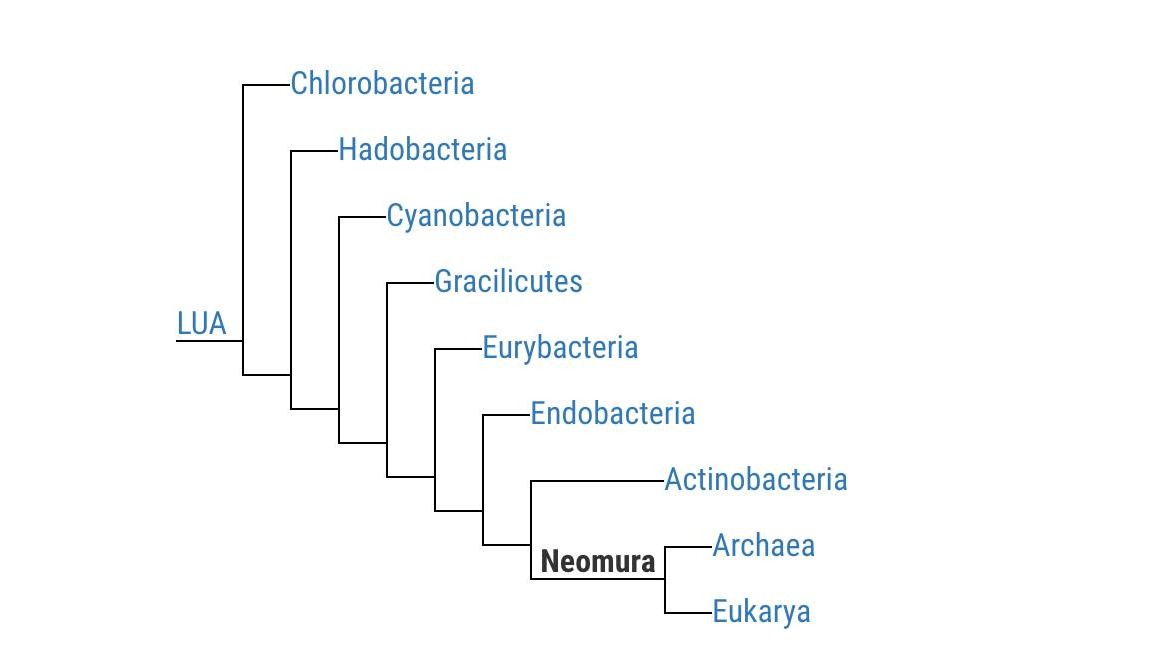 Chlorobacteria
Hadobacteria
Cyanobacteria
Gracilicutes
LUA
Eurybacteria
Endobacteria
Actinobacteria
Archaea
Neomura
Eukarya